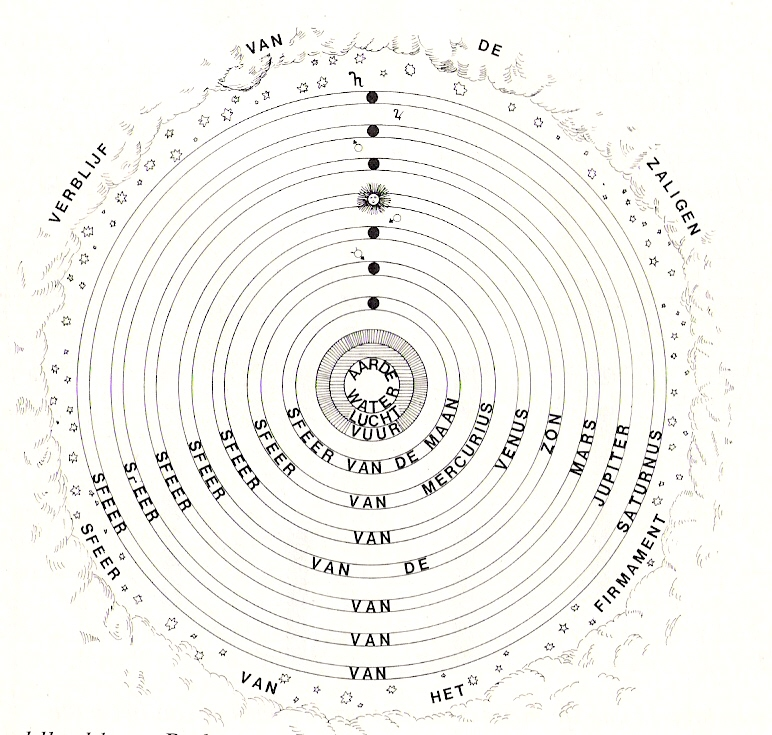 VERBLIJF VAN DE ZALIGEN
AARDE
WATER
LUCHT
VUUR
SFEER VAN DE MAAN
SFEER VAN MERCURIUS
SFEER VAN VENUS
SFEER VAN DE ZON
SFEER VAN MARS
SFEER VAN JUPITER
SFEER VAN SATURNUS
SFEER VAN HET FIRMAMENT